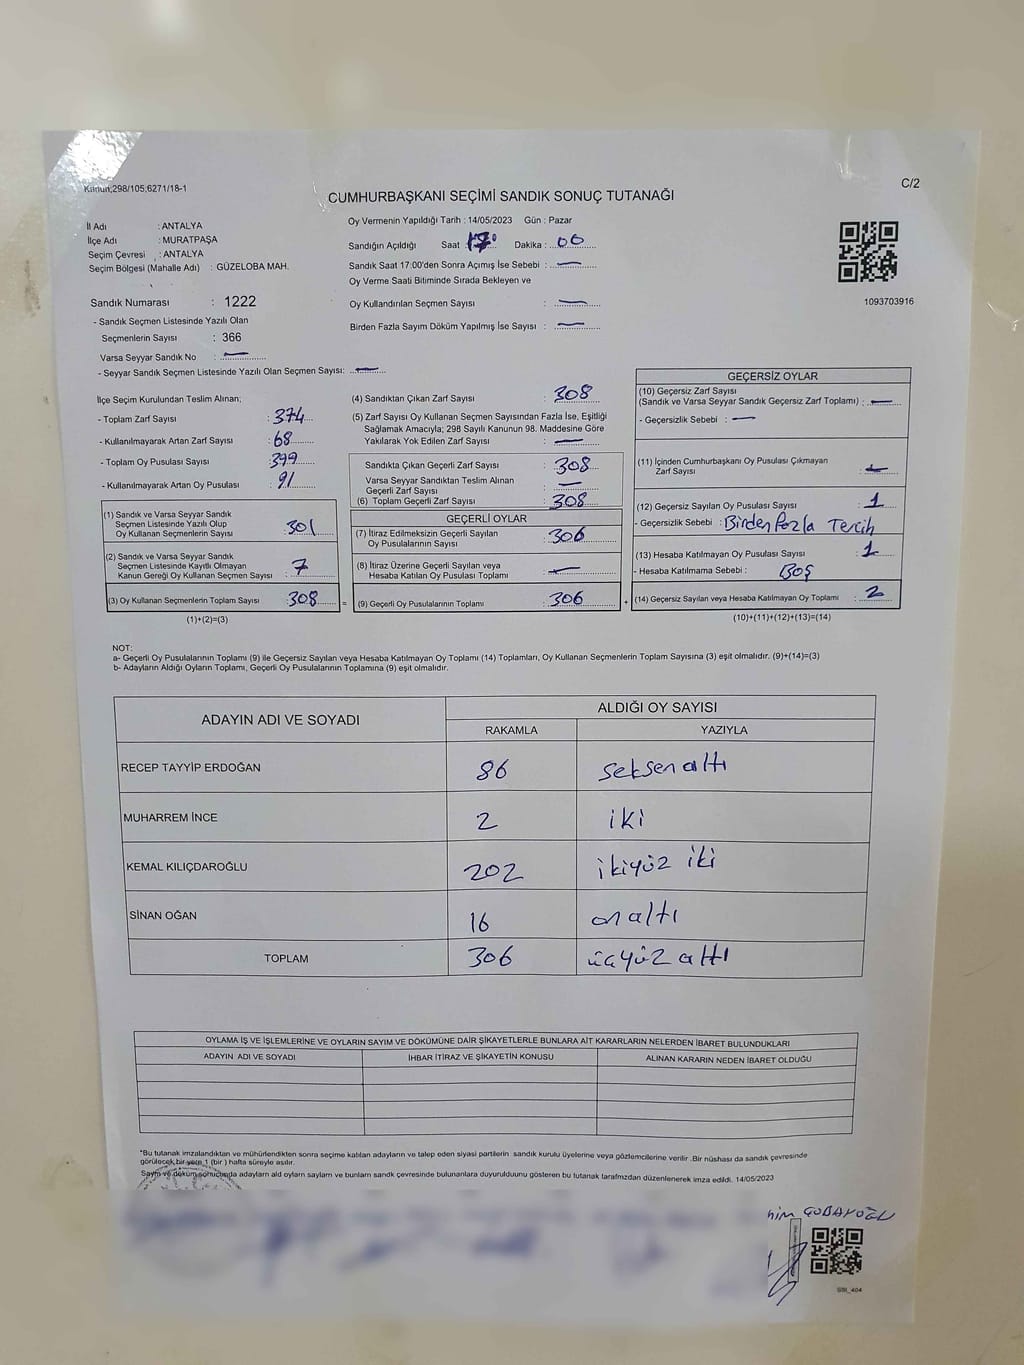 Kanun;298/105;6271/18-1
C/2
CUMHURBAŞKANI SEÇİMİ SANDIK SONUÇ TUTANAĞI
İl Adı : ANTALYA
İlçe Adı : MURATPAŞA
Seçim Çevresi : ANTALYA
Seçim Bölgesi (Mahalle Adı) : GÜZELOBA MAH.
Sandık Numarası : 1222
- Sandık Seçmen Listesinde Yazılı Olan
Seçmenlerin Sayısı : 366
Varsa Seyyar Sandık No : —
- Seyyar Sandık Seçmen Listesinde Yazılı Olan Seçmen Sayısı: —
Oy Vermenin Yapıldığı Tarih : 14/05/2023 Gün : Pazar
Sandığın Açıldığı Saat 17 Dakika : 00
Sandık Saat 17:00'den Sonra Açımış İse Sebebi : —
Oy Verme Saati Bitiminde Sırada Bekleyen ve
Oy Kullandırılan Seçmen Sayısı : —
Birden Fazla Sayım Döküm Yapılmış İse Sayısı : —
1093703916
İlçe Seçim Kurulundan Teslim Alınan;
- Toplam Zarf Sayısı : 374
- Kullanılmayarak Artan Zarf Sayısı : 68
- Toplam Oy Pusulası Sayısı : 399
- Kullanılmayarak Artan Oy Pusulası : 91
(1) Sandık ve Varsa Seyyar Sandık
Seçmen Listesinde Yazılı Olup
Oy Kullanan Seçmenlerin Sayısı : 301
(2) Sandık ve Varsa Seyyar Sandık
Seçmen Listesinde Kayıtlı Olmayan
Kanun Gereği Oy Kullanan Seçmen Sayısı : 7
(3) Oy Kullanan Seçmenlerin Toplam Sayısı : 308 =
(1)+(2)=(3)
(4) Sandıktan Çıkan Zarf Sayısı : 308
(5) Zarf Sayısı Oy Kullanan Seçmen Sayısından Fazla İse, Eşitliği
Sağlamak Amacıyla; 298 Sayılı Kanunun 98. Maddesine Göre
Yakılarak Yok Edilen Zarf Sayısı : —
Sandıkta Çıkan Geçerli Zarf Sayısı : 308
Varsa Seyyar Sandıktan Teslim Alınan
Geçerli Zarf Sayısı : —
(6) Toplam Geçerli Zarf Sayısı : 308
GEÇERLİ OYLAR
(7) İtiraz Edilmeksizin Geçerli Sayılan
Oy Pusulalarının Sayısı : 306
(8) İtiraz Üzerine Geçerli Sayılan veya
Hesaba Katılan Oy Pusulası Toplamı : —
(9) Geçerli Oy Pusulalarının Toplamı : 306 +
GEÇERSİZ OYLAR
(10) Geçersiz Zarf Sayısı
(Sandık ve Varsa Seyyar Sandık Geçersiz Zarf Toplamı) : —
- Geçersizlik Sebebi : —
(11) İçinden Cumhurbaşkanı Oy Pusulası Çıkmayan
Zarf Sayısı : —
(12) Geçersiz Sayılan Oy Pusulası Sayısı : 1
- Geçersizlik Sebebi : Birden fazla Tercih
(13) Hesaba Katılmayan Oy Pusulası Sayısı : 1
- Hesaba Katılmama Sebebi : Boş
(14) Geçersiz Sayılan veya Hesaba Katılmayan Oy Toplamı : 2
(10)+(11)+(12)+(13)=(14)
NOT:
a- Geçerli Oy Pusulalarının Toplamı (9) ile Geçersiz Sayılan veya Hesaba Katılmayan Oy Toplamı (14) Toplamları, Oy Kullanan Seçmenlerin Toplam Sayısına (3) eşit olmalıdır. (9)+(14)=(3)
b- Adayların Aldığı Oyların Toplamı, Geçerli Oy Pusulalarının Toplamına (9) eşit olmalıdır.
ADAYIN ADI VE SOYADI
ALDIĞI OY SAYISI
RAKAMLA YAZIYLA
RECEP TAYYİP ERDOĞAN 86 seksen altı
MUHARREM İNCE 2 iki
KEMAL KILIÇDAROĞLU 202 ikiyüz iki
SİNAN OĞAN 16 on altı
TOPLAM 306 üçyüz altı
OYLAMA İŞ VE İŞLEMLERİNE VE OYLARIN SAYIM VE DÖKÜMÜNE DAİR ŞİKAYETLERLE BUNLARA AİT KARARLARIN NELERDEN İBARET BULUNDUKLARI
ADAYIN ADI VE SOYADI İHBAR İTİRAZ VE ŞİKAYETİN KONUSU ALINAN KARARIN NEDEN İBARET OLDUĞU
*Bu tutanak imzalandıktan ve mühürlendikten sonra seçime katılan adayların ve talep eden siyasi partilerin sandık kurulu üyelerine veya gözlemcilerine verilir .Bir nüshası da sandık çevresinde
görülecek bir yere 1 (bir ) hafta süreyle asılır.
Sayım ve döküm sonucunda adayların ald oyların saylam ve bunlarn sandk çevresinde bulunanlara duyurulduunu gösteren bu tutanak tarafmzdan düzenlenerek imza edildi. 14/05/2023